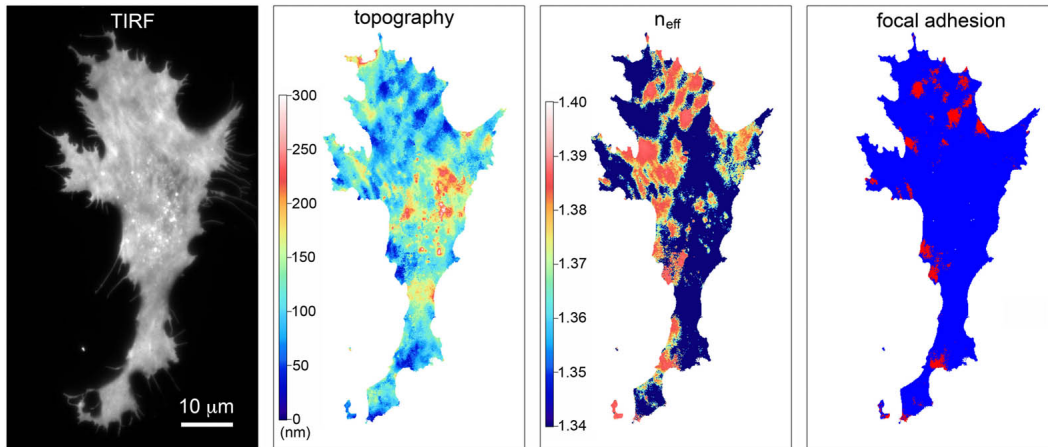 TIRF
topography
n_eff
focal adhesion
300
250
200
150
100
50
0
(nm)
1.40
1.39
1.38
1.37
1.36
1.35
1.34
10 μm